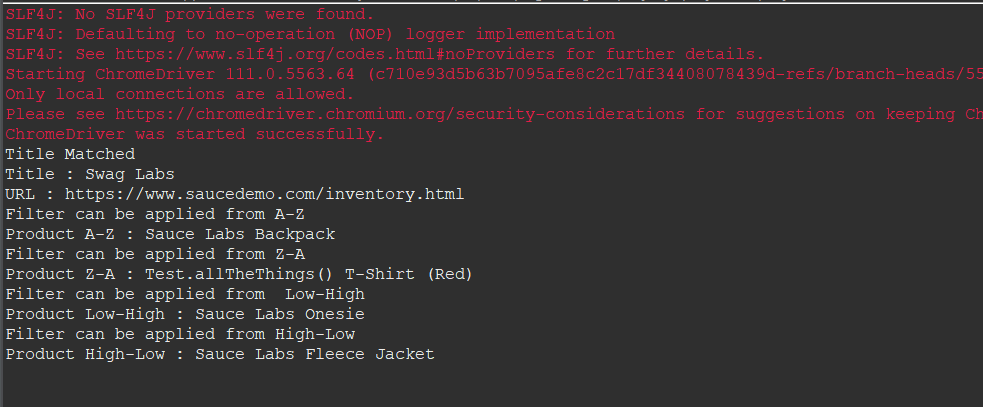 SLF4J: No SLF4J providers were found.
SLF4J: Defaulting to no-operation (NOP) logger implementation
SLF4J: See https://www.slf4j.org/codes.html#noProviders for further details.
Starting ChromeDriver 111.0.5563.64 (c710e93d5b63b7095afe8c2c17df34408078439d-refs/branch-heads/55
Only local connections are allowed.
Please see https://chromedriver.chromium.org/security-considerations for suggestions on keeping Ch
ChromeDriver was started successfully.
Title Matched
Title : Swag Labs
URL : https://www.saucedemo.com/inventory.html
Filter can be applied from A-Z
Product A-Z : Sauce Labs Backpack
Filter can be applied from Z-A
Product Z-A : Test.allTheThings() T-Shirt (Red)
Filter can be applied from  Low-High
Product Low-High : Sauce Labs Onesie
Filter can be applied from High-Low
Product High-Low : Sauce Labs Fleece Jacket